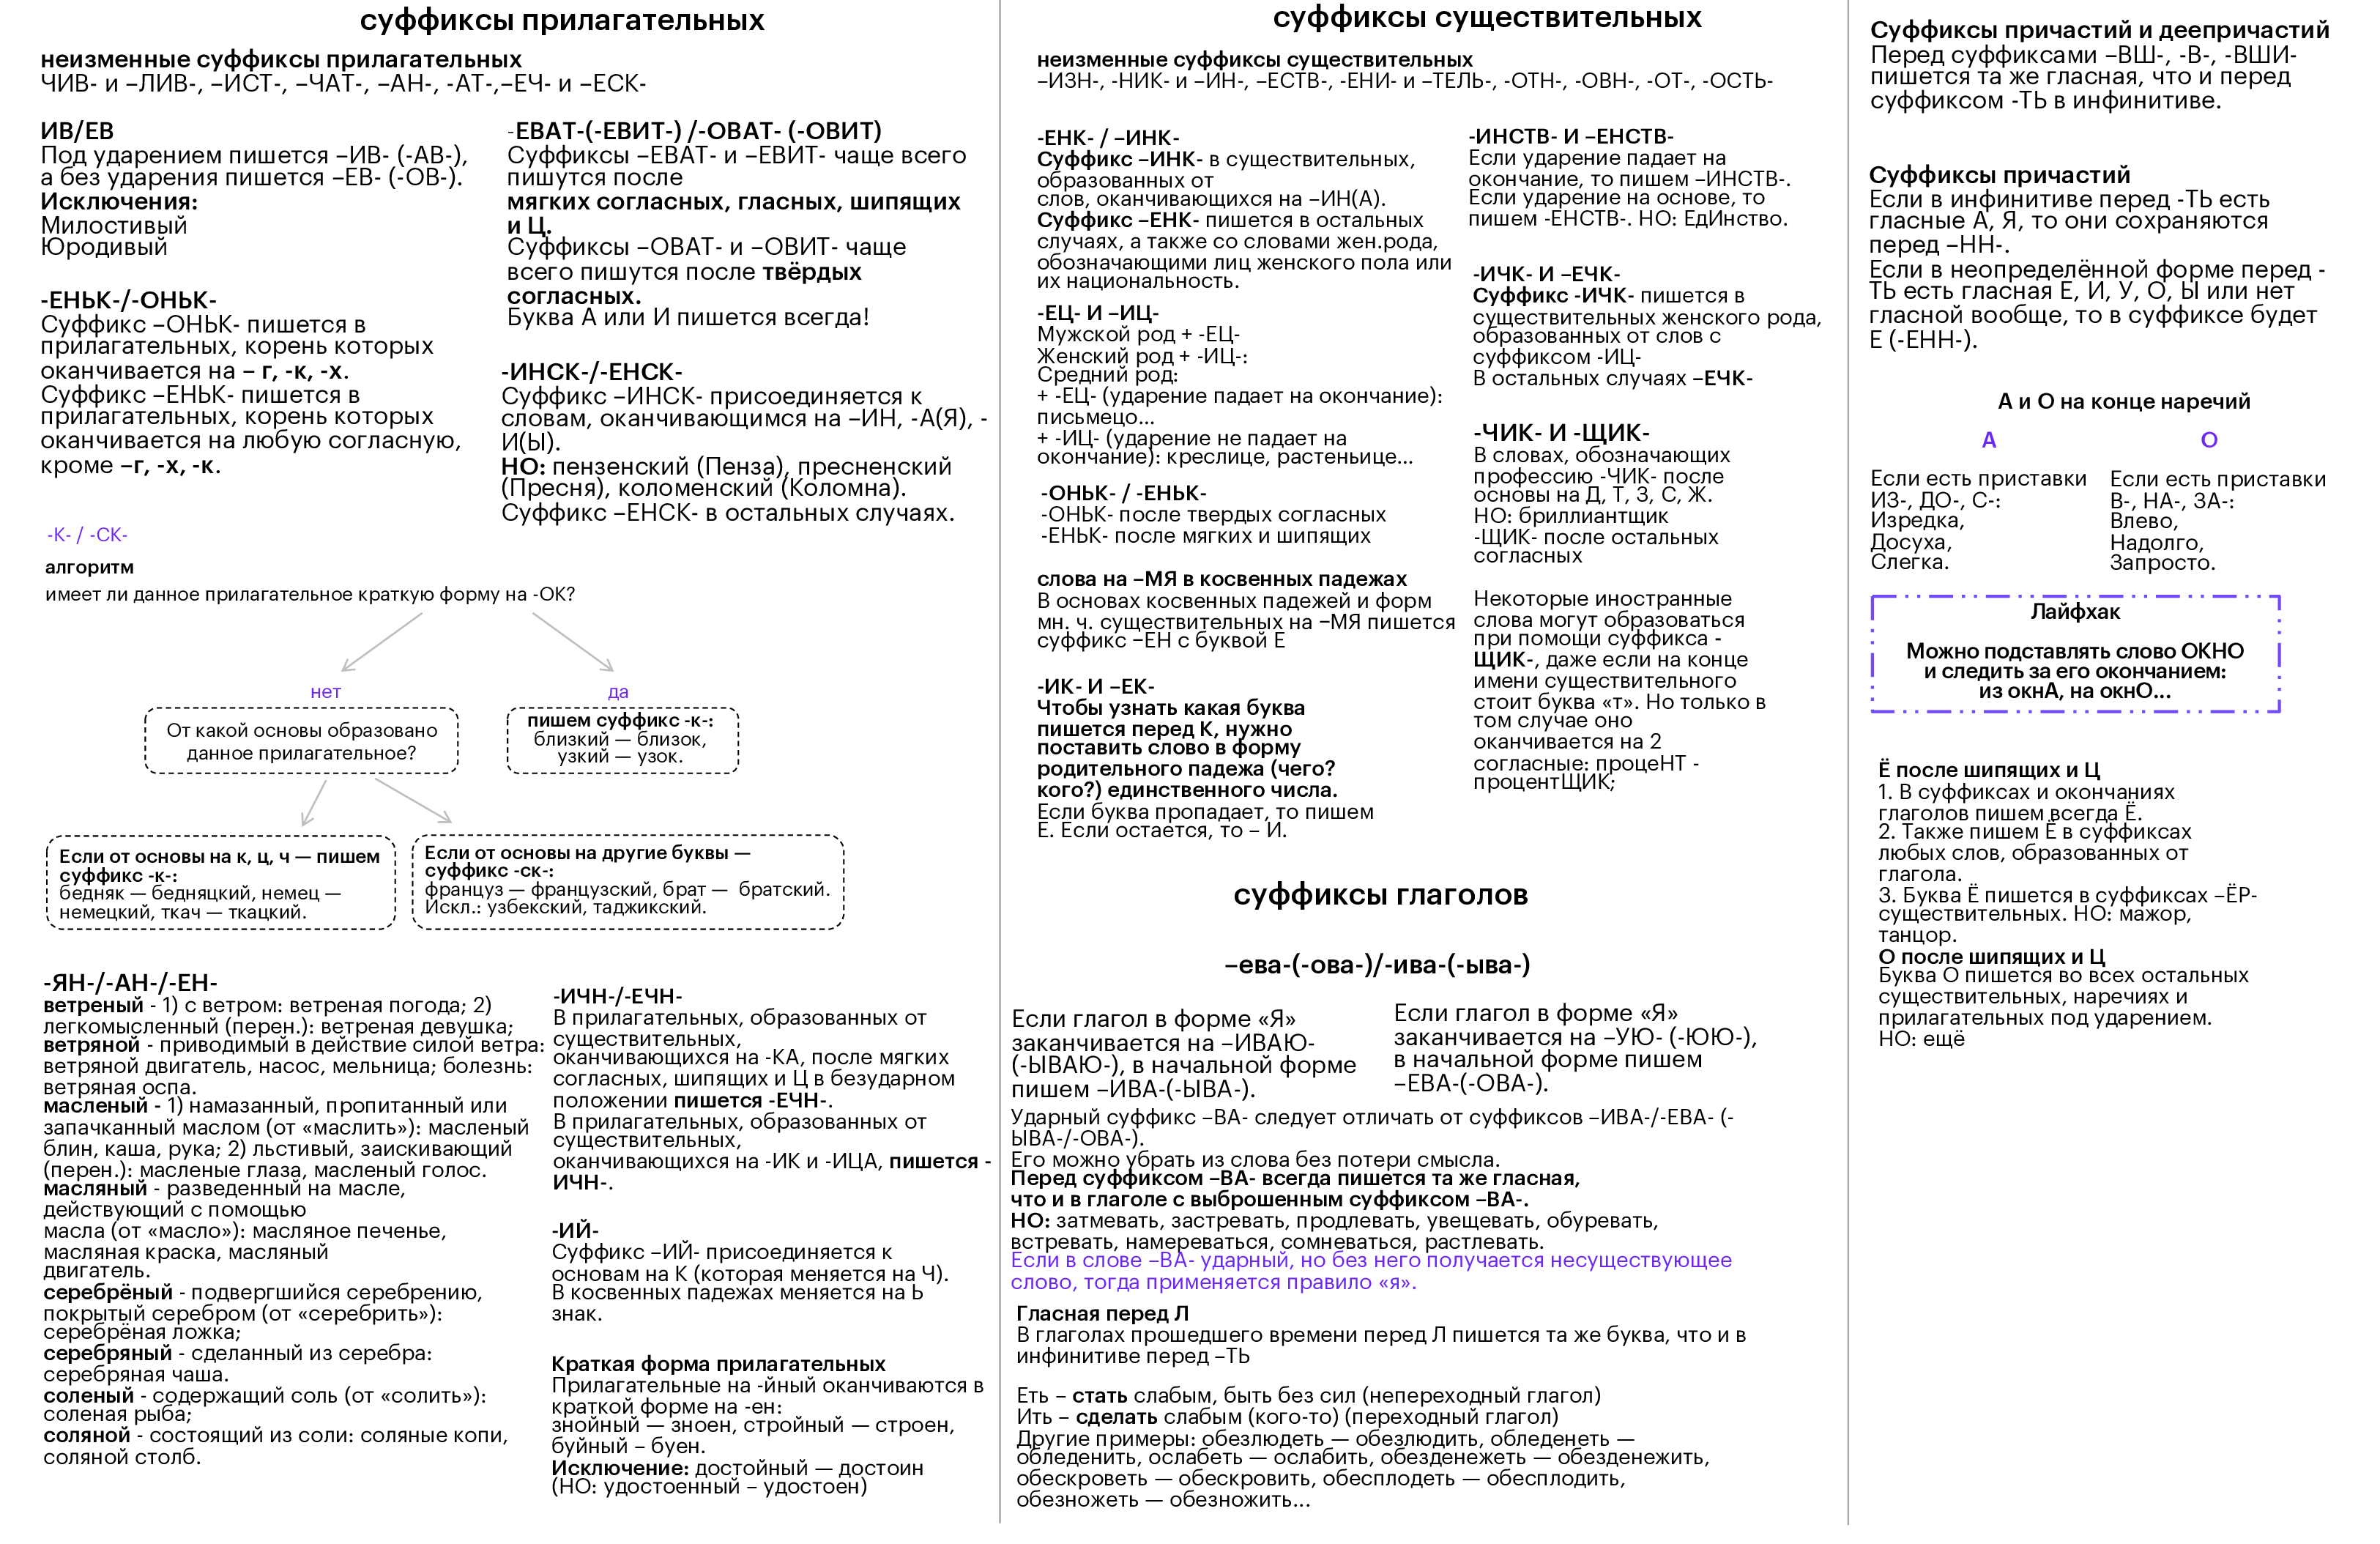 суффиксы прилагательных
неизменные суффиксы прилагательных
ЧИВ- и –ЛИВ-, –ИСТ-, –ЧАТ-, –АН-, -АТ-,–ЕЧ- и –ЕСК-
ИВ/ЕВ
Под ударением пишется –ИВ- (-АВ-),
а без ударения пишется –ЕВ- (-ОВ-).
Исключения:
Милостивый
Юродивый
-ЕНЬК-/-ОНЬК-
Суффикс –ОНЬК- пишется в
прилагательных, корень которых
оканчивается на – г, -к, -х.
Суффикс –ЕНЬК- пишется в
прилагательных, корень которых
оканчивается на любую согласную,
кроме –г, -х, -к.
-ЕВАТ-(-ЕВИТ-) /-ОВАТ- (-ОВИТ)
Суффиксы –ЕВАТ- и –ЕВИТ- чаще всего
пишутся после
мягких согласных, гласных, шипящих
и Ц.
Суффиксы –ОВАТ- и –ОВИТ- чаще
всего пишутся после твёрдых
согласных.
Буква А или И пишется всегда!
-ИНСК-/-ЕНСК-
Суффикс –ИНСК- присоединяется к
словам, оканчивающимся на –ИН, -А(Я), -
И(Ы).
НО: пензенский (Пенза), пресненский
(Пресня), коломенский (Коломна).
Суффикс –ЕНСК- в остальных случаях.
-К- / -СК-
алгоритм
имеет ли данное прилагательное краткую форму на -ОК?
нет
да
От какой основы образовано
данное прилагательное?
пишем суффикс -к-:
близкий — близок,
узкий — узок.
Если от основы на к, ц, ч — пишем
суффикс -к-:
бедняк — бедняцкий, немец —
немецкий, ткач — ткацкий.
Если от основы на другие буквы —
суффикс -ск-:
француз — французский, брат — братский.
Искл.: узбекский, таджикский.
-ЯН-/-АН-/-ЕН-
ветреный - 1) с ветром: ветреная погода; 2)
легкомысленный (перен.): ветреная девушка;
ветряной - приводимый в действие силой ветра:
ветряной двигатель, насос, мельница; болезнь:
ветряная оспа.
масленый - 1) намазанный, пропитанный или
запачканный маслом (от «маслить»): масленый
блин, каша, рука; 2) льстивый, заискивающий
(перен.): масленые глаза, масленый голос.
масляный - разведенный на масле,
действующий с помощью
масла (от «масло»): масляное печенье,
масляная краска, масляный
двигатель.
серебрёный - подвергшийся серебрению,
покрытый серебром (от «серебрить»):
серебрёная ложка;
серебряный - сделанный из серебра:
серебряная чаша.
соленый - содержащий соль (от «солить»):
соленая рыба;
соляной - состоящий из соли: соляные копи,
соляной столб.
-ИЧН-/-ЕЧН-
В прилагательных, образованных от
существительных,
оканчивающихся на -КА, после мягких
согласных, шипящих и Ц в безударном
положении пишется -ЕЧН-.
В прилагательных, образованных от
существительных,
оканчивающихся на -ИК и -ИЦА, пишется -
ИЧН-.
-ИЙ-
Суффикс –ИЙ- присоединяется к
основам на К (которая меняется на Ч).
В косвенных падежах меняется на Ь
знак.
Краткая форма прилагательных
Прилагательные на -йный оканчиваются в
краткой форме на -ен:
знойный — зноен, стройный — строен,
буйный – буен.
Исключение: достойный — достоин
(НО: удостоенный – удостоен)
суффиксы существительных
неизменные суффиксы существительных
–ИЗН-, -НИК- и –ИН-, –ЕСТВ-, -ЕНИ- и –ТЕЛЬ-, -ОТН-, -ОВН-, -ОТ-, -ОСТЬ-
-ЕНК- / –ИНК-
Суффикс –ИНК- в существительных,
образованных от
слов, оканчивающихся на –ИН(А).
Суффикс –ЕНК- пишется в остальных
случаях, а также со словами жен.рода,
обозначающими лиц женского пола или
их национальность.
-ЕЦ- И –ИЦ-
Мужской род + -ЕЦ-
Женский род + -ИЦ-:
Средний род:
+ -ЕЦ- (ударение падает на окончание):
письмецо...
+ -ИЦ- (ударение не падает на
окончание): креслице, растеньице...
-ОНЬК- / -ЕНЬК-
-ОНЬК- после твердых согласных
-ЕНЬК- после мягких и шипящих
слова на –МЯ в косвенных падежах
В основах косвенных падежей и форм
мн. ч. существительных на –МЯ пишется
суффикс –ЕН с буквой Е
-ИК- И –ЕК-
Чтобы узнать какая буква
пишется перед К, нужно
поставить слово в форму
родительного падежа (чего?
кого?) единственного числа.
Если буква пропадает, то пишем
Е. Если остается, то – И.
-ИНСТВ- И –ЕНСТВ-
Если ударение падает на
окончание, то пишем –ИНСТВ-.
Если ударение на основе, то
пишем -ЕНСТВ-. НО: ЕдИнство.
-ИЧК- И –ЕЧК-
Суффикс -ИЧК- пишется в
существительных женского рода,
образованных от слов с
суффиксом -ИЦ-
В остальных случаях –ЕЧК-
-ЧИК- И -ЩИК-
В словах, обозначающих
профессию -ЧИК- после
основы на Д, Т, З, С, Ж.
НО: бриллиантщик
-ЩИК- после остальных
согласных
Некоторые иностранные
слова могут образоваться
при помощи суффикса -
ЩИК-, даже если на конце
имени существительного
стоит буква «т». Но только в
том случае оно
оканчивается на 2
согласные: процеНТ -
процентЩИК;
суффиксы глаголов
–ева-(-ова-)/-ива-(-ыва-)
Если глагол в форме «Я»
заканчивается на –ИВАЮ-
(-ЫВАЮ-), в начальной форме
пишем –ИВА-(-ЫВА-).
Если глагол в форме «Я»
заканчивается на –УЮ- (-ЮЮ-),
в начальной форме пишем
–ЕВА-(-ОВА-).
Ударный суффикс –ВА- следует отличать от суффиксов –ИВА-/-ЕВА- (-
ЫВА-/-ОВА-).
Его можно убрать из слова без потери смысла.
Перед суффиксом –ВА- всегда пишется та же гласная,
что и в глаголе с выброшенным суффиксом –ВА-.
НО: затмевать, застревать, продлевать, увещевать, обуревать,
встревать, намереваться, сомневаться, растлевать.
Если в слове –ВА- ударный, но без него получается несуществующее
слово, тогда применяется правило «я».
Гласная перед Л
В глаголах прошедшего времени перед Л пишется та же буква, что и в
инфинитиве перед –ТЬ
Еть – стать слабым, быть без сил (непереходный глагол)
Ить – сделать слабым (кого-то) (переходный глагол)
Другие примеры: обезлюдеть — обезлюдить, обледенеть —
обледенить, ослабеть — ослабить, обезденежеть — обезденежить,
обескроветь — обескровить, обесплодеть — обесплодить,
обезножеть — обезножить...
Суффиксы причастий и деепричастий
Перед суффиксами –ВШ-, -В-, -ВШИ-
пишется та же гласная, что и перед
суффиксом -ТЬ в инфинитиве.
Суффиксы причастий
Если в инфинитиве перед -ТЬ есть
гласные А, Я, то они сохраняются
перед –НН-.
Если в неопределённой форме перед -
ТЬ есть гласная Е, И, У, О, Ы или нет
гласной вообще, то в суффиксе будет
Е (-ЕНН-).
А и О на конце наречий
А
О
Если есть приставки
ИЗ-, ДО-, С-:
Изредка,
Досуха,
Слегка.
Если есть приставки
В-, НА-, ЗА-:
Влево,
Надолго,
Запросто.
Лайфхак
Можно подставлять слово ОКНО
и следить за его окончанием:
из окнА, на окнО...
Ё после шипящих и Ц
1. В суффиксах и окончаниях
глаголов пишем всегда Ё.
2. Также пишем Ё в суффиксах
любых слов, образованных от
глагола.
3. Буква Ё пишется в суффиксах –ЁР-
существительных. НО: мажор,
танцор.
О после шипящих и Ц
Буква О пишется во всех остальных
существительных, наречиях и
прилагательных под ударением.
НО: ещё